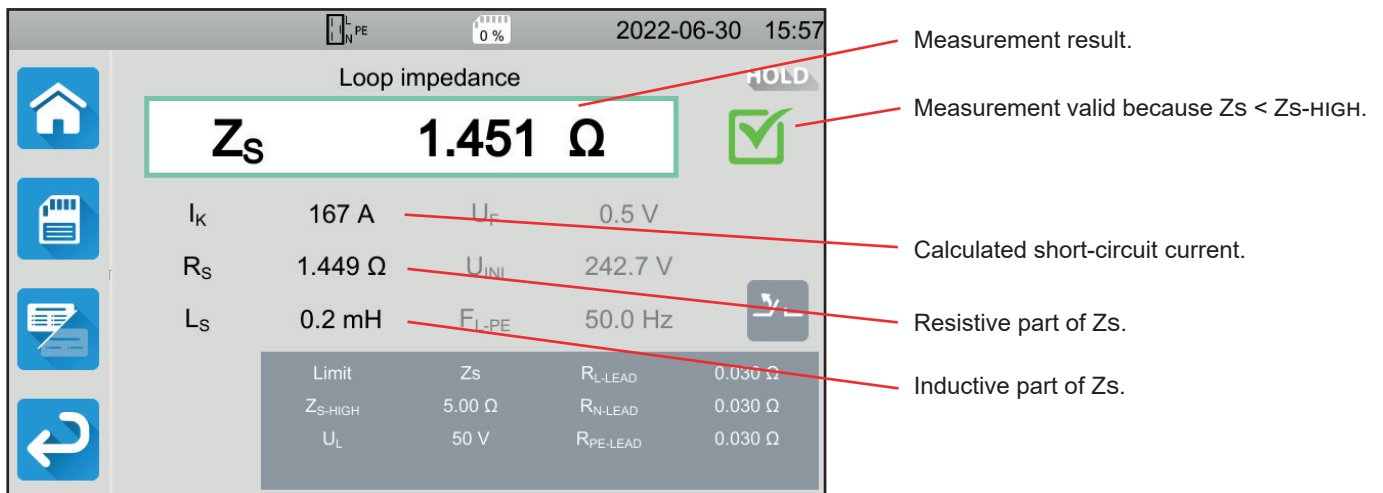 L
N PE
0 %
2022-06-30 15:57
Loop impedance
HOLD
ZS 1.451 Ω
IK 167 A UF 0.5 V
RS 1.449 Ω UINI 242.7 V
LS 0.2 mH FL-PE 50.0 Hz
Limit Zs RL-LEAD 0.030 Ω
ZS-HIGH 5.00 Ω RN-LEAD 0.030 Ω
UL 50 V RPE-LEAD 0.030 Ω
Measurement result.
Measurement valid because Zs < Zs-HIGH.
Calculated short-circuit current.
Resistive part of Zs.
Inductive part of Zs.